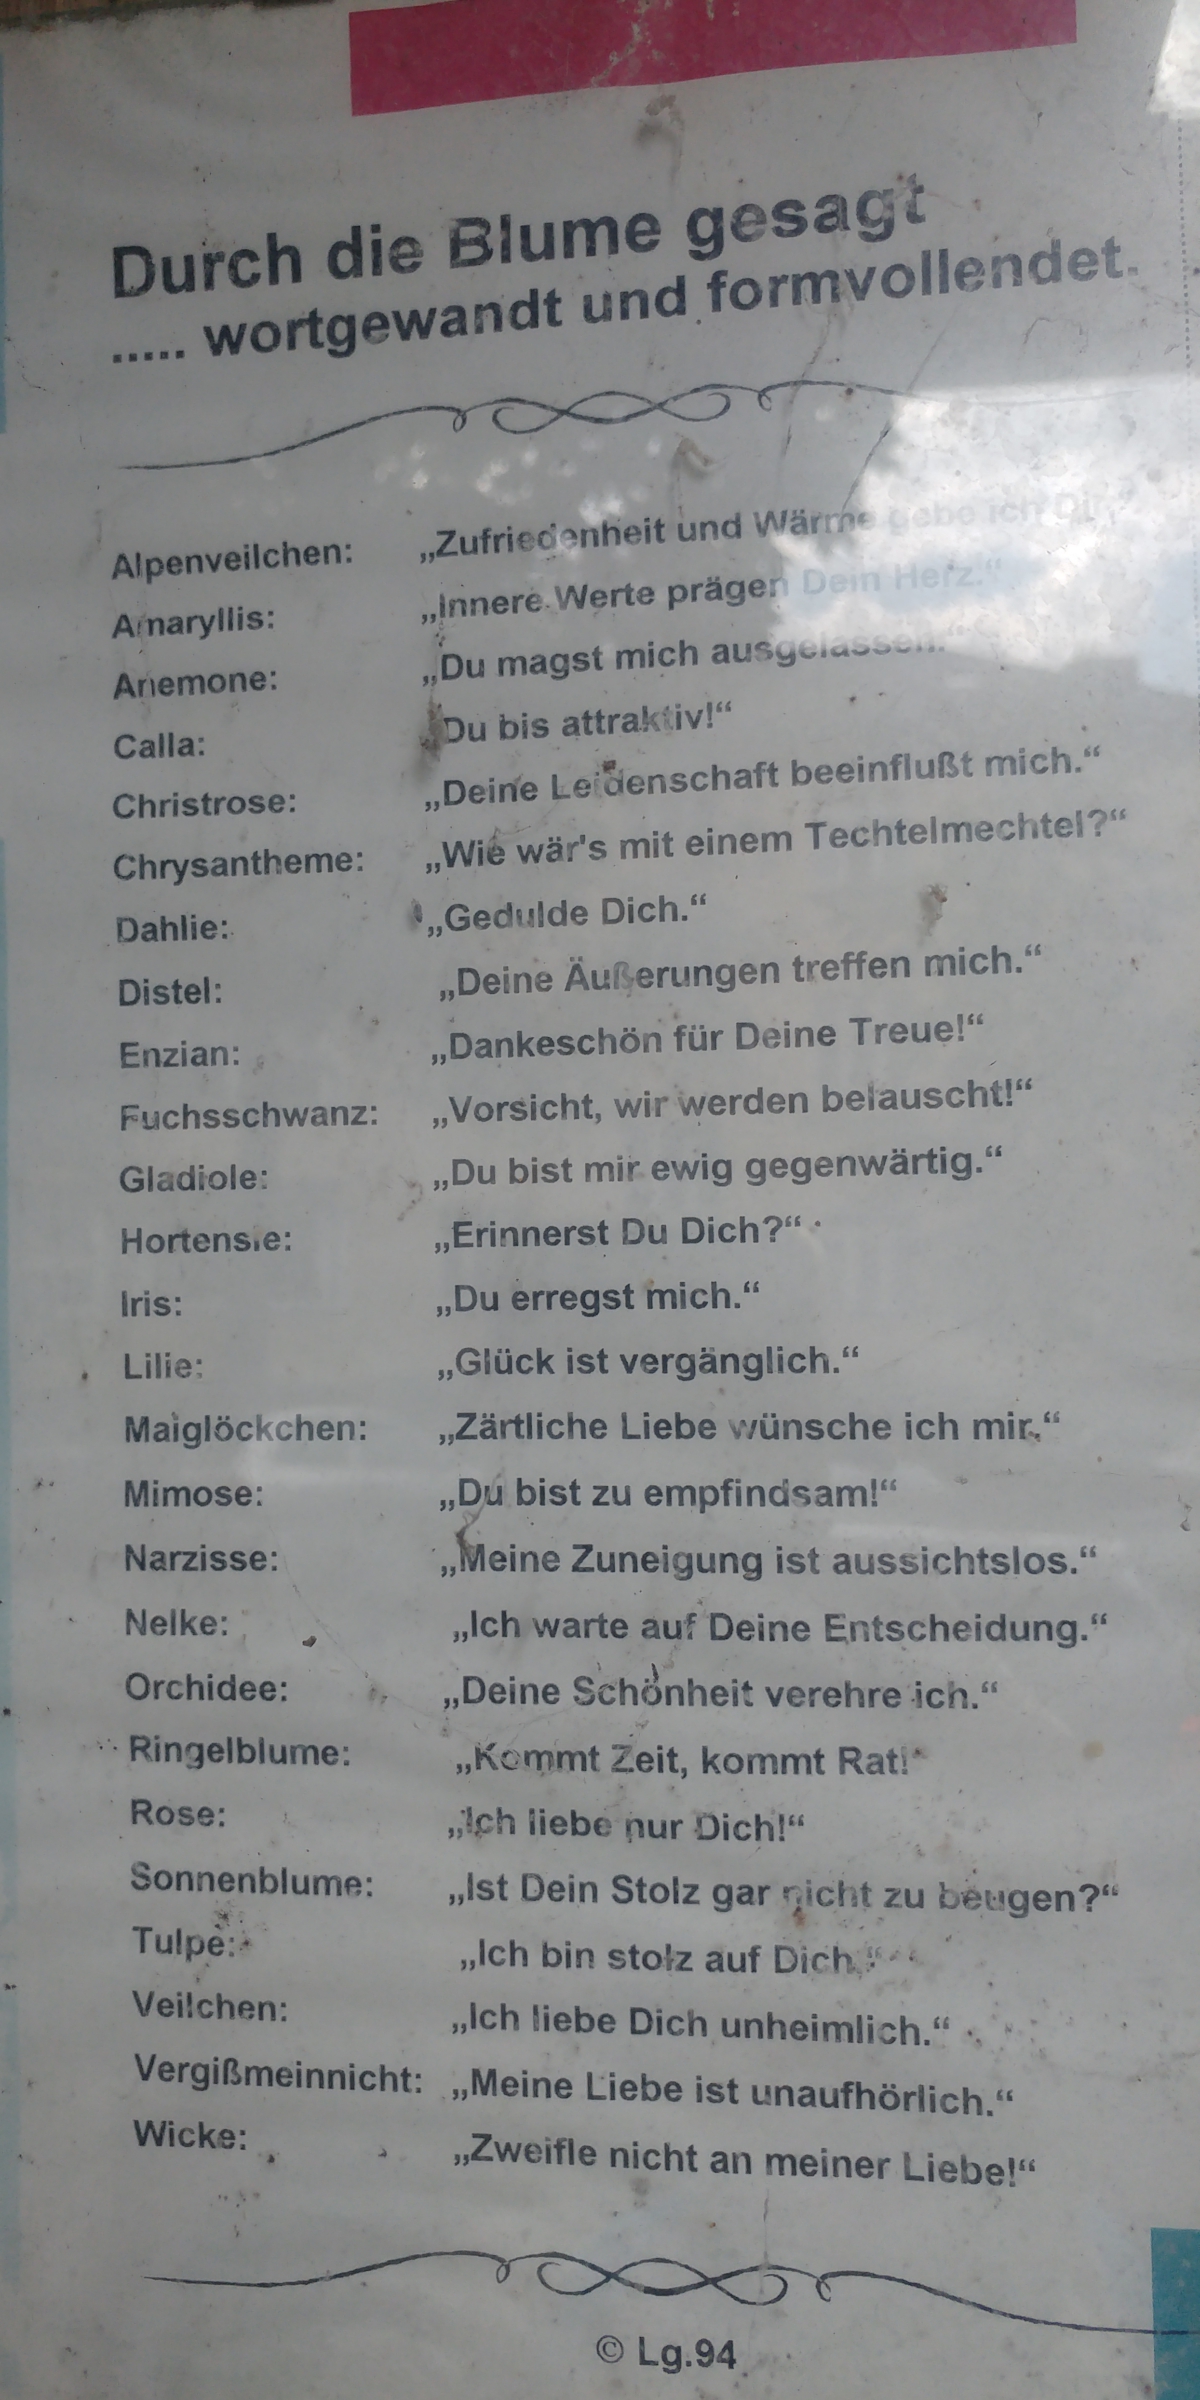 Durch die Blume gesagt
..... wortgewandt und formvollendet.
Alpenveilchen: „Zufriedenheit und Wärme gebe ich Dir.“
Amaryllis: „Innere Werte prägen Dein Herz.“
Anemone: „Du magst mich ausgelassen.“
Calla: „Du bis attraktiv!“
Christrose: „Deine Leidenschaft beeinflußt mich.“
Chrysantheme: „Wie wär's mit einem Techtelmechtel?“
Dahlie: „Gedulde Dich.“
Distel: „Deine Äußerungen treffen mich.“
Enzian: „Dankeschön für Deine Treue!“
Fuchsschwanz: „Vorsicht, wir werden belauscht!“
Gladiole: „Du bist mir ewig gegenwärtig.“
Hortensie: „Erinnerst Du Dich?“
Iris: „Du erregst mich.“
Lilie: „Glück ist vergänglich.“
Maiglöckchen: „Zärtliche Liebe wünsche ich mir.“
Mimose: „Du bist zu empfindsam!“
Narzisse: „Meine Zuneigung ist aussichtslos.“
Nelke: „Ich warte auf Deine Entscheidung.“
Orchidee: „Deine Schönheit verehre ich.“
Ringelblume: „Kommt Zeit, kommt Rat!“
Rose: „Ich liebe nur Dich!“
Sonnenblume: „Ist Dein Stolz gar nicht zu beugen?“
Tulpe: „Ich bin stolz auf Dich.“
Veilchen: „Ich liebe Dich unheimlich.“
Vergißmeinnicht: „Meine Liebe ist unaufhörlich.“
Wicke: „Zweifle nicht an meiner Liebe!“
© Lg.94